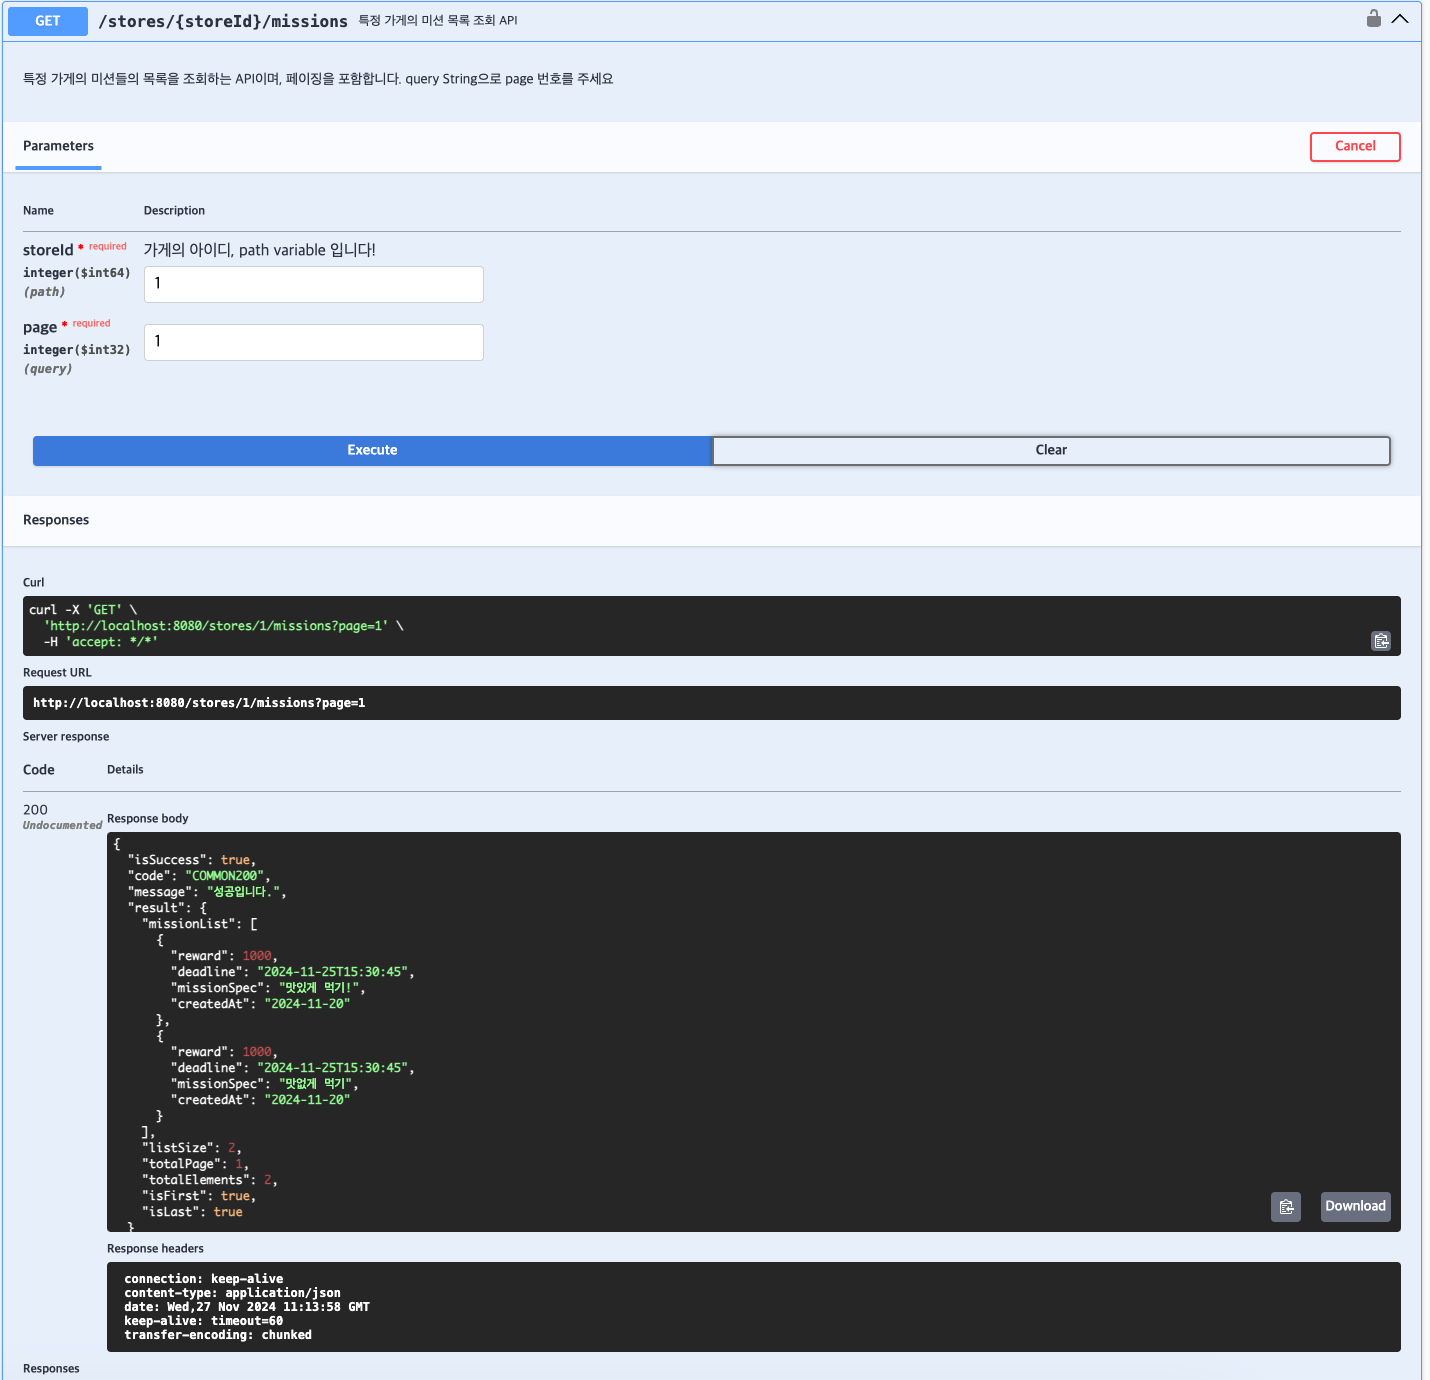 GET /stores/{storeId}/missions 특정 가게의 미션 목록 조회 API
특정 가게의 미션들의 목록을 조회하는 API이며, 페이징을 포함합니다. query String으로 page 번호를 주세요
Parameters
Cancel
Name Description
storeId * required 가게의 아이디, path variable 입니다!
integer($int64) 1
(path)
page * required
integer($int32) 1
(query)
Execute Clear
Responses
Curl
curl -X 'GET' \
'http://localhost:8080/stores/1/missions?page=1' \
-H 'accept: */*'
Request URL
http://localhost:8080/stores/1/missions?page=1
Server response
Code Details
200
Undocumented
Response body
{
"isSuccess": true,
"code": "COMMON200",
"message": "성공입니다.",
"result": {
"missionList": [
{
"reward": 1000,
"deadline": "2024-11-25T15:30:45",
"missionSpec": "맛있게 먹기!",
"createdAt": "2024-11-20"
},
{
"reward": 1000,
"deadline": "2024-11-25T15:30:45",
"missionSpec": "맛없게 먹기",
"createdAt": "2024-11-20"
}
],
"listSize": 2,
"totalPage": 1,
"totalElements": 2,
"isFirst": true,
"isLast": true
}
Download
Response headers
connection: keep-alive
content-type: application/json
date: Wed,27 Nov 2024 11:13:58 GMT
keep-alive: timeout=60
transfer-encoding: chunked
Responses